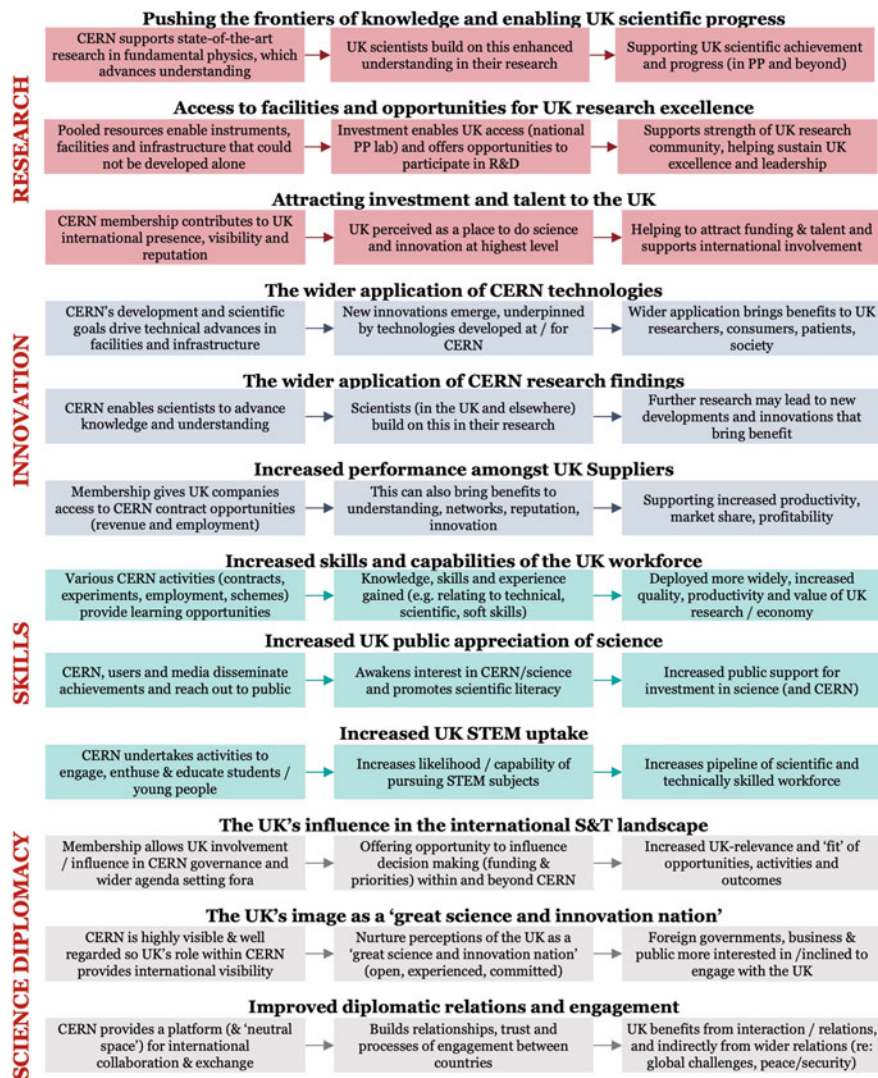 Pushing the frontiers of knowledge and enabling UK scientific progress
CERN supports state-of-the-art
research in fundamental physics, which
advances understanding
UK scientists build on this enhanced
understanding in their research
Supporting UK scientific achievement
and progress (in PP and beyond)
RESEARCH
Access to facilities and opportunities for UK research excellence
Pooled resources enable instruments,
facilities and infrastructure that could
not be developed alone
Investment enables UK access (national
PP lab) and offers opportunities to
participate in R&D
Supports strength of UK research
community, helping sustain UK
excellence and leadership
Attracting investment and talent to the UK
CERN membership contributes to UK
international presence, visibility and
reputation
UK perceived as a place to do science
and innovation at highest level
Helping to attract funding & talent and
supports international involvement
The wider application of CERN technologies
CERN's development and scientific
goals drive technical advances in
facilities and infrastructure
New innovations emerge, underpinned
by technologies developed at / for
CERN
Wider application brings benefits to UK
researchers, consumers, patients,
society
INNOVATION
The wider application of CERN research findings
CERN enables scientists to advance
knowledge and understanding
Scientists (in the UK and elsewhere)
build on this in their research
Further research may lead to new
developments and innovations that
bring benefit
Increased performance amongst UK Suppliers
Membership gives UK companies
access to CERN contract opportunities
(revenue and employment)
This can also bring benefits to
understanding, networks, reputation,
innovation
Supporting increased productivity,
market share, profitability
Increased skills and capabilities of the UK workforce
Various CERN activities (contracts,
experiments, employment, schemes)
provide learning opportunities
Knowledge, skills and experience
gained (e.g. relating to technical,
scientific, soft skills)
Deployed more widely, increased
quality, productivity and value of UK
research / economy
SKILLS
Increased UK public appreciation of science
CERN, users and media disseminate
achievements and reach out to public
Awakens interest in CERN/science
and promotes scientific literacy
Increased public support for
investment in science (and CERN)
Increased UK STEM uptake
CERN undertakes activities to
engage, enthuse & educate students /
young people
Increases likelihood / capability of
pursuing STEM subjects
Increases pipeline of scientific and
technically skilled workforce
The UK's influence in the international S&T landscape
Membership allows UK involvement
/ influence in CERN governance and
wider agenda setting fora
Offering opportunity to influence
decision making (funding &
priorities) within and beyond CERN
Increased UK-relevance and 'fit' of
opportunities, activities and
outcomes
SCIENCE DIPLOMACY
The UK's image as a 'great science and innovation nation'
CERN is highly visible & well
regarded so UK's role within CERN
provides international visibility
Nurture perceptions of the UK as a
'great science and innovation nation'
(open, experienced, committed)
Foreign governments, business &
public more interested in /inclined to
engage with the UK
Improved diplomatic relations and engagement
CERN provides a platform (& 'neutral
space') for international
collaboration & exchange
Builds relationships, trust and
processes of engagement between
countries
UK benefits from interaction / relations,
and indirectly from wider relations (re:
global challenges, peace/security)